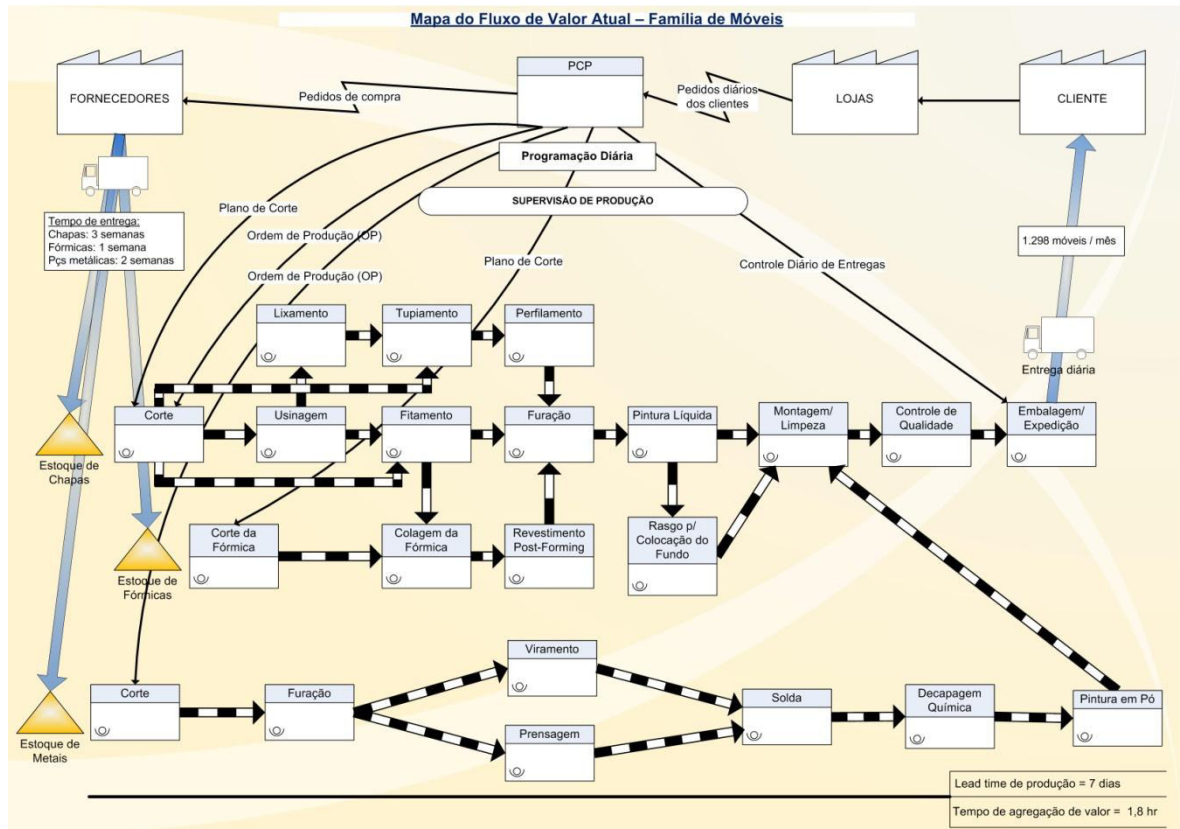 Mapa do Fluxo de Valor Atual – Família de Móveis
FORNECEDORES
Pedidos de compra
PCP
Pedidos diários
dos clientes
LOJAS
CLIENTE
Programação Diária
SUPERVISÃO DE PRODUÇÃO
Tempo de entrega:
Chapas: 3 semanas
Fórmicas: 1 semana
Pçs metálicas: 2 semanas
Plano de Corte
Ordem de Produção (OP)
Ordem de Produção (OP)
Plano de Corte
Controle Diário de Entregas
1.298 móveis / mês
Entrega diária
Lixamento
Tupiamento
Perfilamento
Corte
Usinagem
Fitamento
Furação
Pintura Líquida
Montagem/
Limpeza
Controle de
Qualidade
Embalagem/
Expedição
Estoque de
Chapas
Corte da
Fórmica
Colagem da
Fórmica
Revestimento
Post-Forming
Rasgo p/
Colocação do
Fundo
Estoque de
Fórmicas
Viramento
Corte
Furação
Prensagem
Solda
Decapagem
Química
Pintura em Pó
Estoque de
Metais
Lead time de produção = 7 dias
Tempo de agregação de valor = 1,8 hr